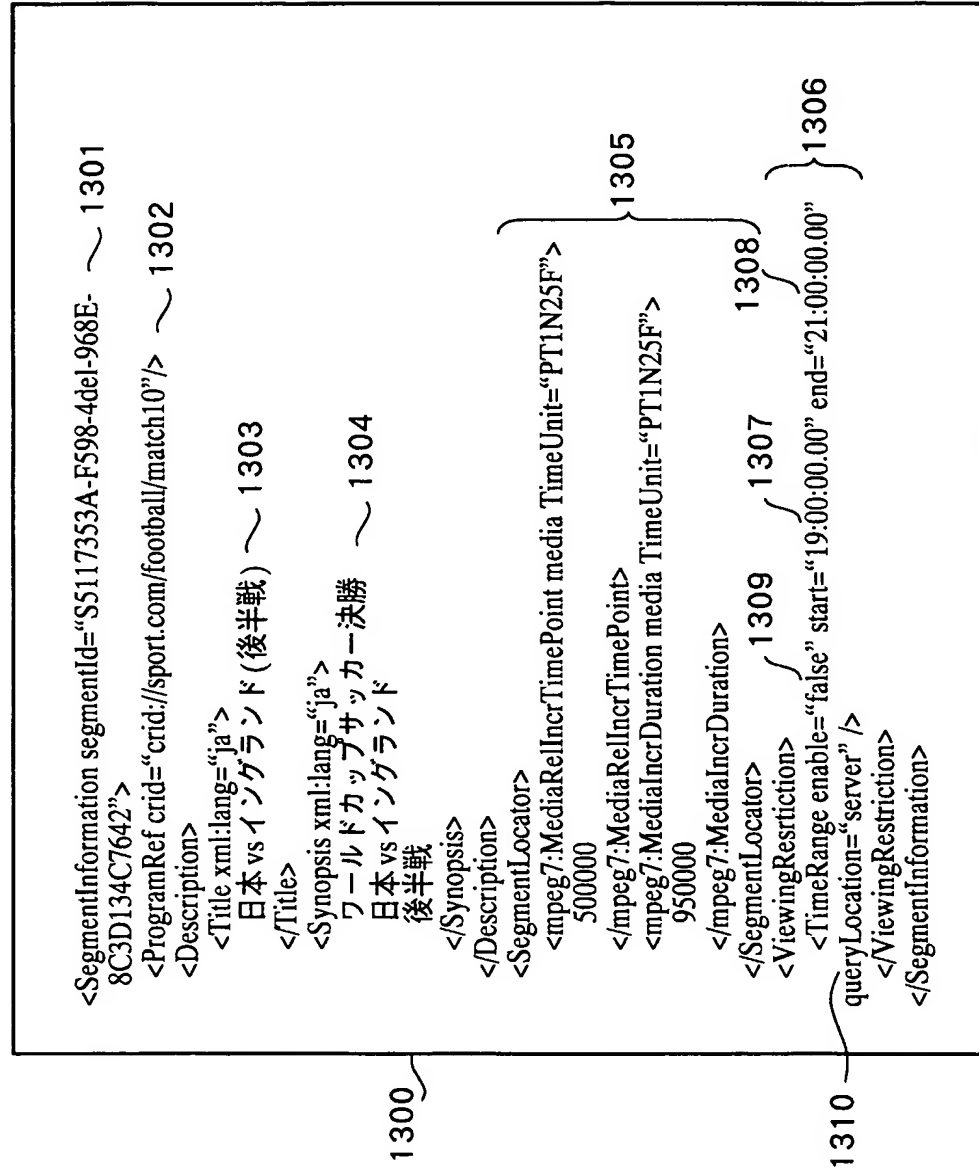 <SegmentInformation segmentId=“S5117353A-F598-4del-968E- 1301
8C3D134C7642”>
<ProgramRef crid=“crid://sport.com/football/match10”/> 1302
<Description>
<Title xml:lang=“ja”>
日本 vs イングランド (後半戦) 1303
</Title>
<Synopsis xml:lang=“ja”>
ワールドカップサッカー決勝 1304
日本 vs イングランド
後半戦
</Synopsis>
</Description>
<SegmentLocator>
<mpeg7:MediaRelIncrTimePoint media TimeUnit=“PT1N25F”>
500000
</mpeg7:MediaRelIncrTimePoint>
<mpeg7:MediaIncrDuration media TimeUnit=“PT1N25F”>
950000
</mpeg7:MediaIncrDuration>
</SegmentLocator>
1305
<ViewingResrtiction>
1309 1307 1308
<TimeRange enable=“false” start=“19:00:00.00” end=“21:00:00.00”
queryLocation=“server” />
</ViewingRestriction>
1306
</SegmentInformation>
1300
1310